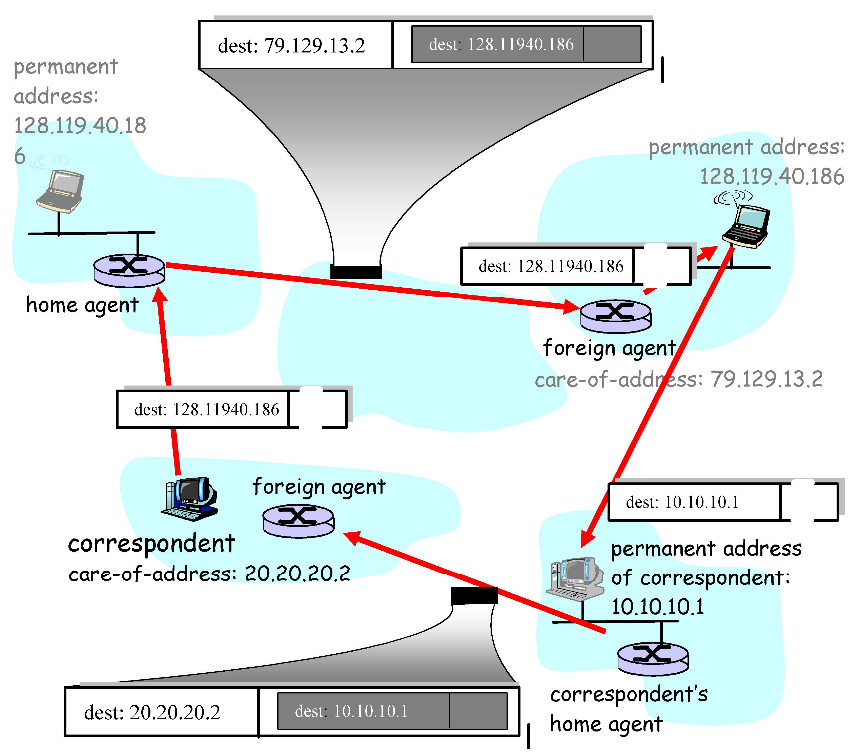 dest: 79.129.13.2
dest: 128.11940.186
permanent
address:
128.119.40.18
6
permanent address:
128.119.40.186
dest: 128.11940.186
home agent
foreign agent
care-of-address: 79.129.13.2
dest: 128.11940.186
foreign agent
dest: 10.10.10.1
correspondent
care-of-address: 20.20.20.2
permanent address
of correspondent:
10.10.10.1
correspondent's
home agent
dest: 20.20.20.2
dest: 10.10.10.1